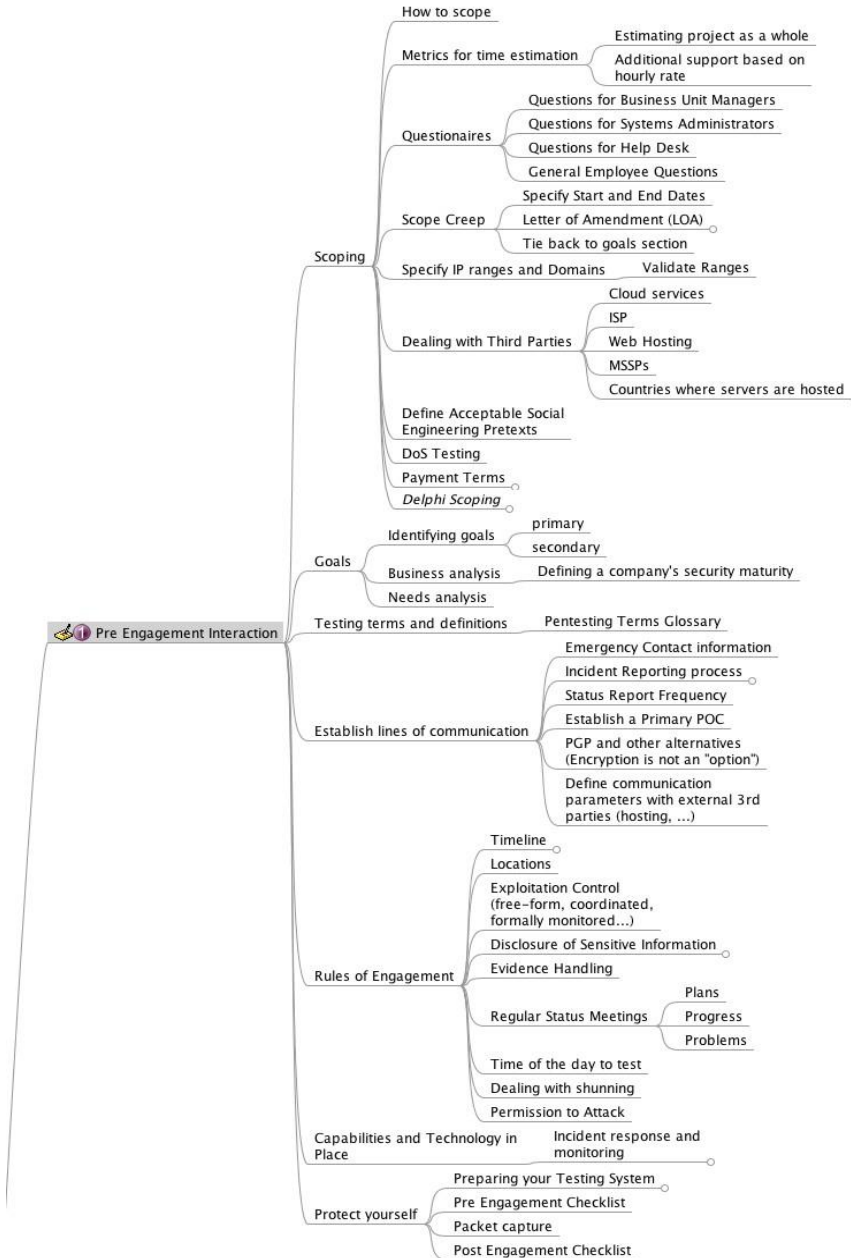 How to scope
Metrics for time estimation
Estimating project as a whole
Additional support based on
hourly rate
Questionaires
Questions for Business Unit Managers
Questions for Systems Administrators
Questions for Help Desk
General Employee Questions
Scope Creep
Specify Start and End Dates
Letter of Amendment (LOA)
Tie back to goals section
Scoping
Specify IP ranges and Domains
Validate Ranges
Dealing with Third Parties
Cloud services
ISP
Web Hosting
MSSPs
Countries where servers are hosted
Define Acceptable Social
Engineering Pretexts
DoS Testing
Payment Terms
Delphi Scoping
Goals
Identifying goals
primary
secondary
Business analysis
Defining a company's security maturity
Needs analysis
1 Pre Engagement Interaction
Testing terms and definitions
Pentesting Terms Glossary
Establish lines of communication
Emergency Contact information
Incident Reporting process
Status Report Frequency
Establish a Primary POC
PGP and other alternatives
(Encryption is not an "option")
Define communication
parameters with external 3rd
parties (hosting, ...)
Rules of Engagement
Timeline
Locations
Exploitation Control
(free-form, coordinated,
formally monitored...)
Disclosure of Sensitive Information
Evidence Handling
Regular Status Meetings
Plans
Progress
Problems
Time of the day to test
Dealing with shunning
Permission to Attack
Capabilities and Technology in
Place
Incident response and
monitoring
Protect yourself
Preparing your Testing System
Pre Engagement Checklist
Packet capture
Post Engagement Checklist